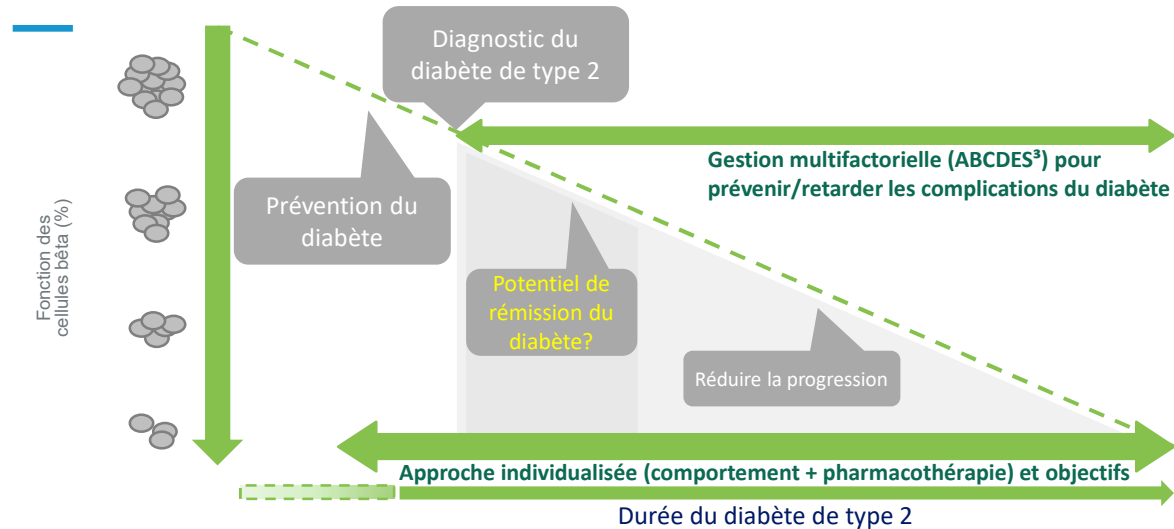 Diagnostic du
diabète de type 2
Gestion multifactorielle (ABCDES³) pour
prévenir/retarder les complications du diabète
Prévention du
diabète
Fonction des
cellules bêta (%)
Potentiel de
rémission du
diabète?
Réduire la progression
Approche individualisée (comportement + pharmacothérapie) et objectifs
Durée du diabète de type 2